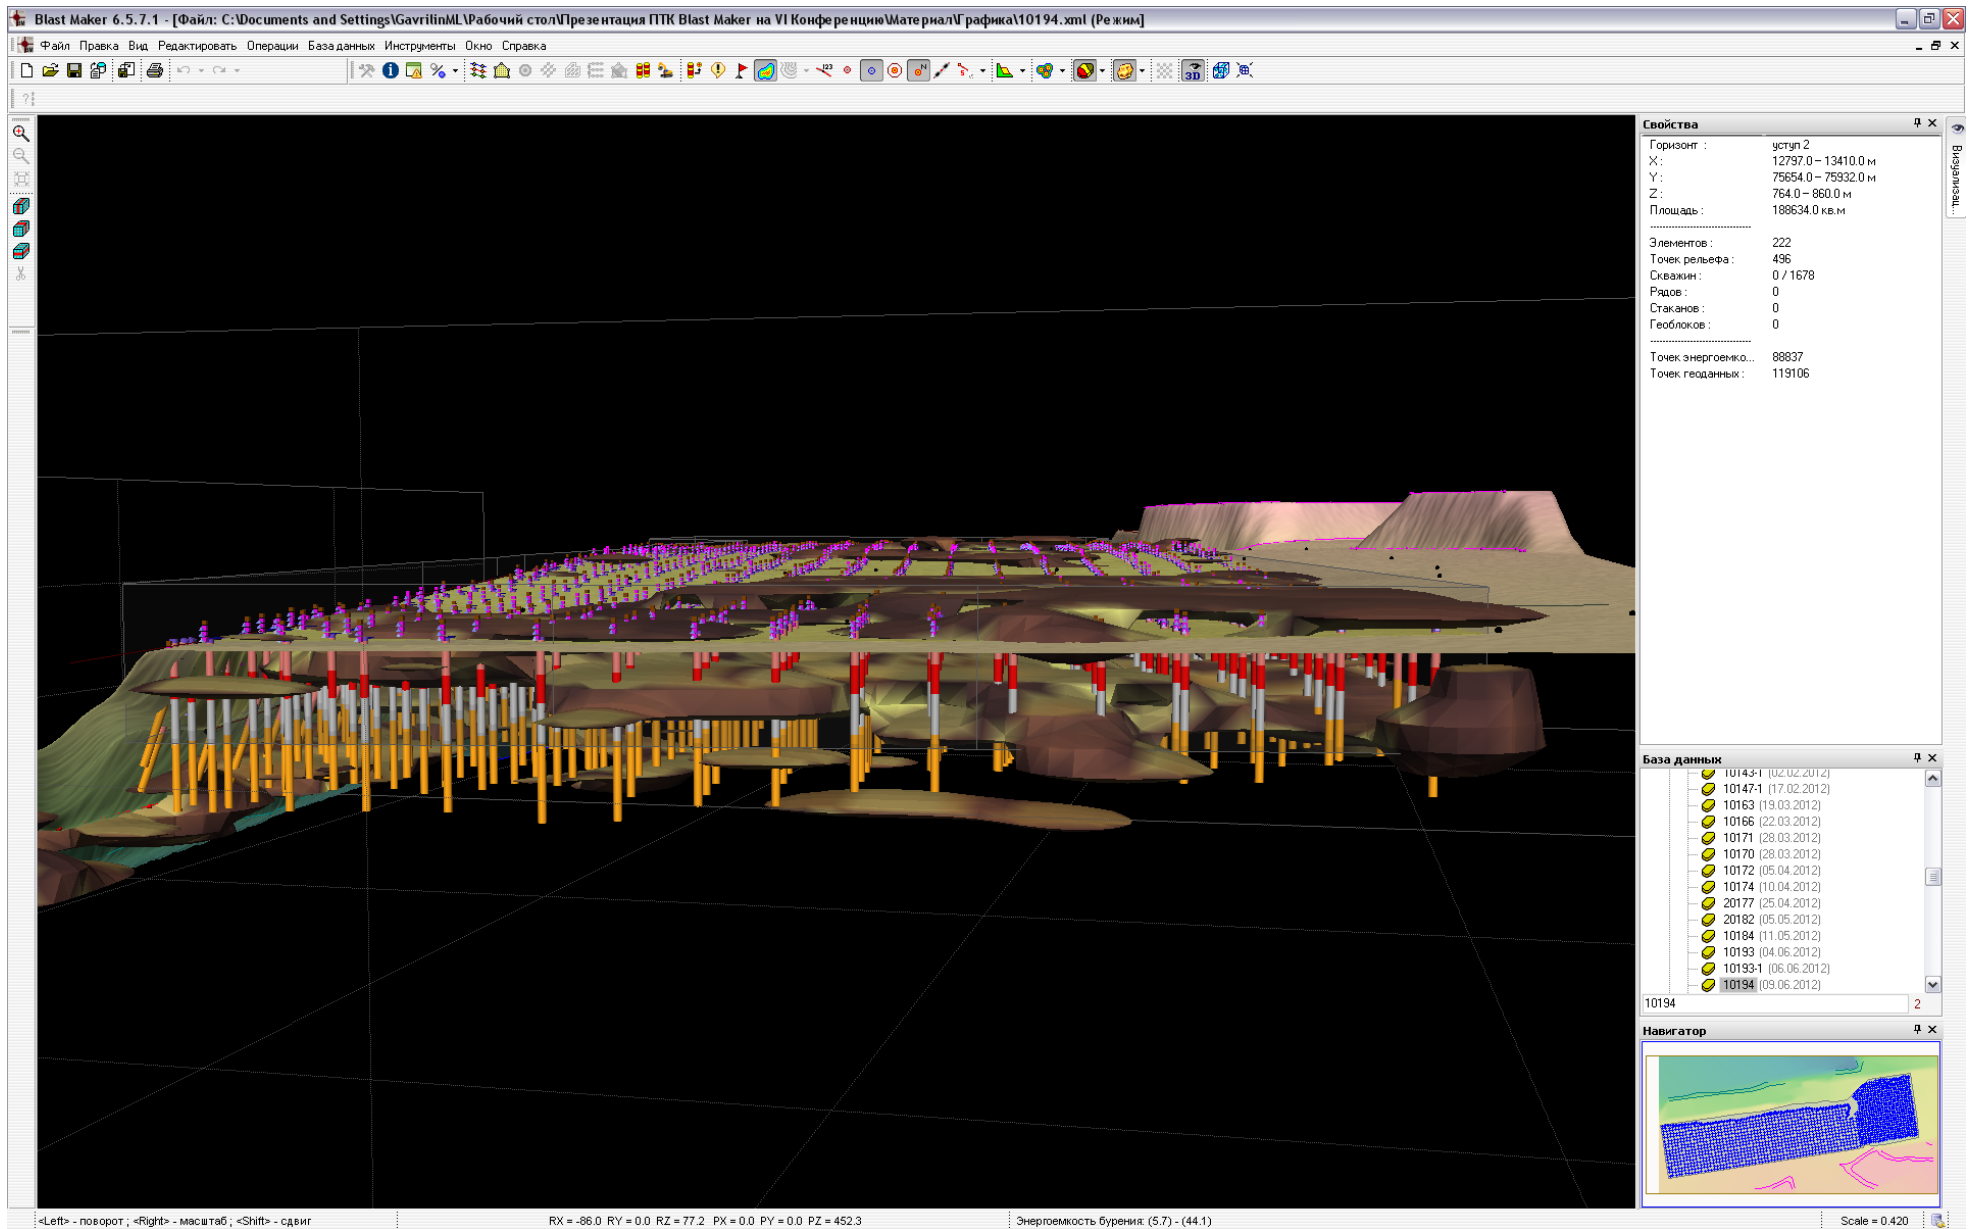 Blast Maker 6.5.7.1 - [Файл: C:\Documents and Settings\GavrilinML\Рабочий стол\Презентация ПТК Blast Maker на VI Конференцию\Материал\Графика\10194.xml (Режим]
Файл Правка Вид Редактировать Операции База данных Инструменты Окно Справка
3D
Свойства
Визуализац...
Горизонт : уступ 2
X : 12797.0 – 13410.0 м
Y : 75654.0 – 75932.0 м
Z : 764.0 – 860.0 м
Площадь : 188634.0 кв.м
Элементов : 222
Точек рельефа : 496
Скважин : 0 / 1678
Рядов : 0
Стаканов : 0
Геоблоков : 0
Точек энергоемко... 88837
Точек геоданных : 119106
База данных
10143-1 (02.02.2012)
10147-1 (17.02.2012)
10163 (19.03.2012)
10166 (22.03.2012)
10171 (28.03.2012)
10170 (28.03.2012)
10172 (05.04.2012)
10174 (10.04.2012)
20177 (25.04.2012)
20182 (05.05.2012)
10184 (11.05.2012)
10193 (04.06.2012)
10193-1 (06.06.2012)
10194 (09.06.2012)
10194 2
Навигатор
<Left> - поворот ; <Right> - масштаб ; <Shift> - сдвиг RX = -86.0 RY = 0.0 RZ = 77.2 PX = 0.0 PY = 0.0 PZ = 452.3 Энергоемкость бурения: (5.7) - (44.1) Scale = 0.420